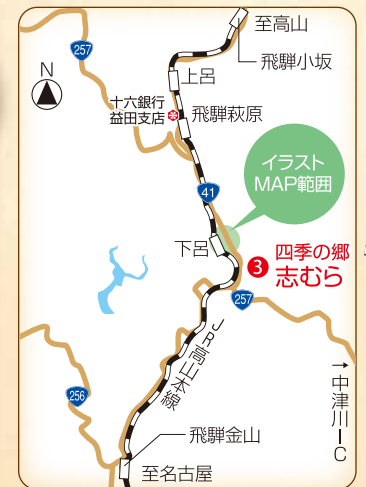 至高山
257
飛騨小坂
N
上呂
十六銀行
益田支店
飛騨萩原
イラスト
MAP範囲
41
下呂
3
四季の郷
志むら
257
JR高山本線
→中津川IC
256
飛騨金山
至名古屋